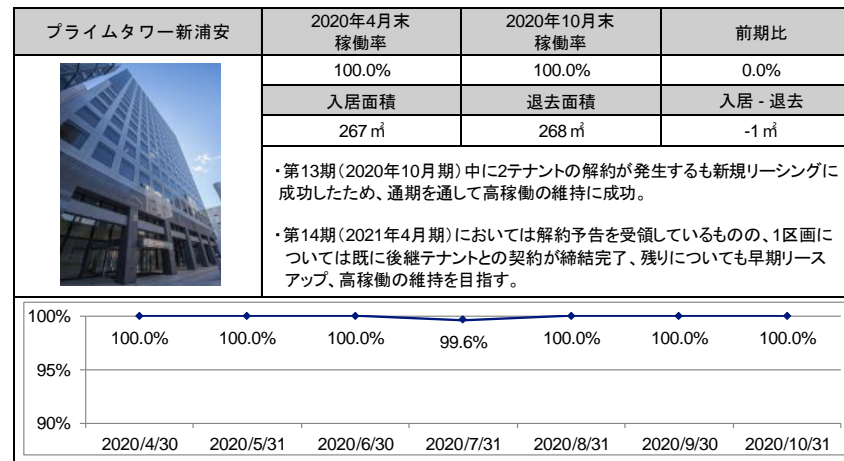 プライムタワー新浦安
2020年4月末
稼働率
2020年10月末
稼働率
前期比
100.0%
100.0%
0.0%
入居面積
退去面積
入居 - 退去
267㎡
268㎡
-1㎡
・第13期（2020年10月期）中に2テナントの解約が発生するも新規リーシングに
成功したため、通期を通して高稼働の維持に成功。
・第14期（2021年4月期）においては解約予告を受領しているものの、1区画に
ついては既に後継テナントとの契約が締結完了、残りについても早期リース
アップ、高稼働の維持を目指す。
100%
95%
90%
100.0%
100.0%
100.0%
99.6%
100.0%
100.0%
100.0%
2020/4/30
2020/5/31
2020/6/30
2020/7/31
2020/8/31
2020/9/30
2020/10/31